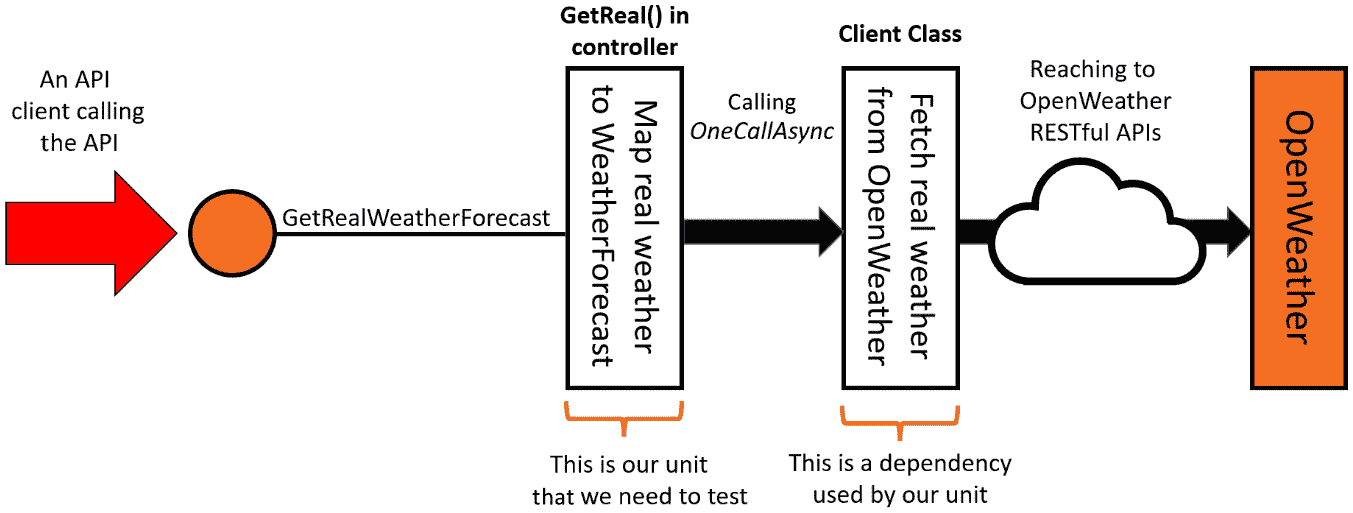 An API
client calling
the API
GetRealWeatherForecast
GetReal() in
controller
Map real weather
to WeatherForecast
This is our unit
that we need to test
Calling
OneCallAsync
Client Class
Fetch real weather
from OpenWeather
This is a dependency
used by our unit
Reaching to
OpenWeather
RESTful APIs
OpenWeather